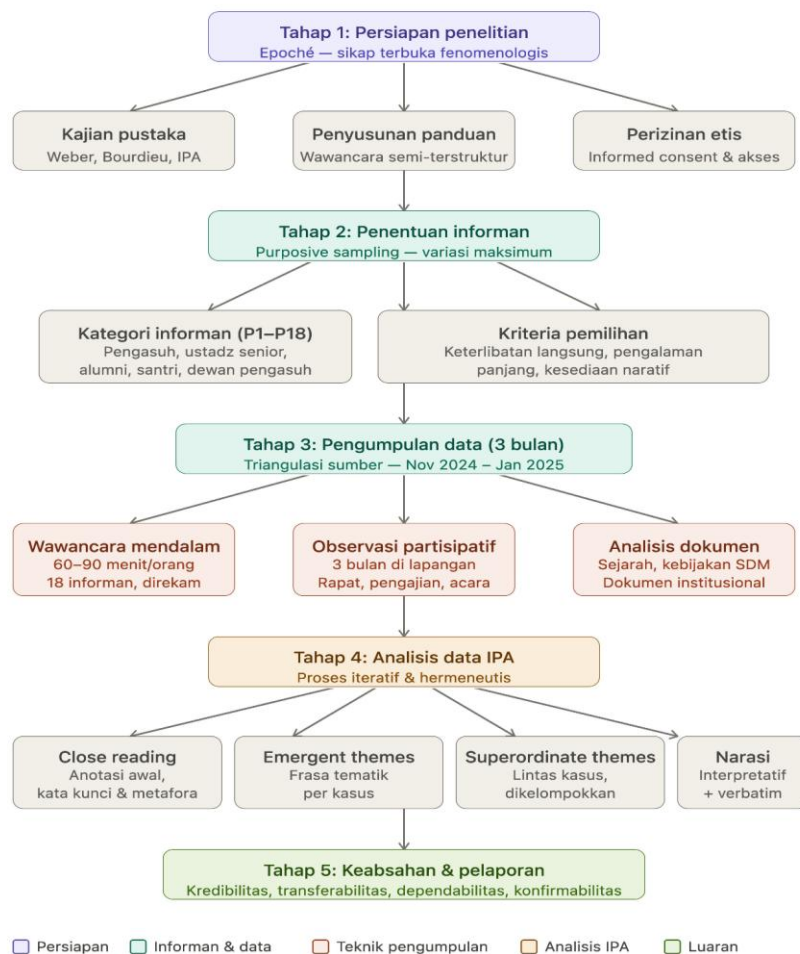 Tahap 1: Persiapan penelitian
Epoché — sikap terbuka fenomenologis
Kajian pustaka
Weber, Bourdieu, IPA
Penyusunan panduan
Wawancara semi-terstruktur
Perizinan etis
Informed consent & akses
Tahap 2: Penentuan informan
Purposive sampling — variasi maksimum
Kategori informan (P1–P18)
Pengasuh, ustadz senior,
alumni, santri, dewan pengasuh
Kriteria pemilihan
Keterlibatan langsung, pengalaman
panjang, kesediaan naratif
Tahap 3: Pengumpulan data (3 bulan)
Triangulasi sumber — Nov 2024 – Jan 2025
Wawancara mendalam
60–90 menit/orang
18 informan, direkam
Observasi partisipatif
3 bulan di lapangan
Rapat, pengajian, acara
Analisis dokumen
Sejarah, kebijakan SDM
Dokumen institusional
Tahap 4: Analisis data IPA
Proses iteratif & hermeneutis
Close reading
Anotasi awal,
kata kunci & metafora
Emergent themes
Frasa tematik
per kasus
Superordinate themes
Lintas kasus,
dikelompokkan
Narasi
Interpretatif
+ verbatim
Tahap 5: Keabsahan & pelaporan
Kredibilitas, transferabilitas, dependabilitas, konfirmabilitas
Persiapan
Informan & data
Teknik pengumpulan
Analisis IPA
Luaran